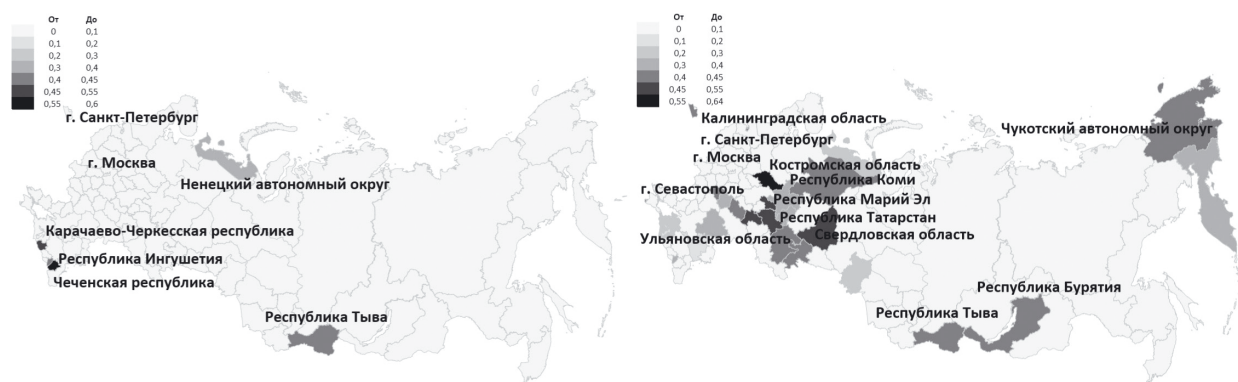 От До
0 0,1
0,1 0,2
0,2 0,3
0,3 0,4
0,4 0,45
0,45 0,55
0,55 0,6
г. Санкт-Петербург
г. Москва
Ненецкий автономный округ
Карачаево-Черкесская республика
Республика Ингушетия
Чеченская республика
Республика Тыва
От До
0 0,1
0,1 0,2
0,2 0,3
0,3 0,4
0,4 0,45
0,45 0,55
0,55 0,64
Калининградская область
Чукотский автономный округ
г. Санкт-Петербург
г. Москва
Костромская область
Республика Коми
г. Севастополь
Республика Марий Эл
Республика Татарстан
Ульяновская область
Свердловская область
Республика Бурятия
Республика Тыва